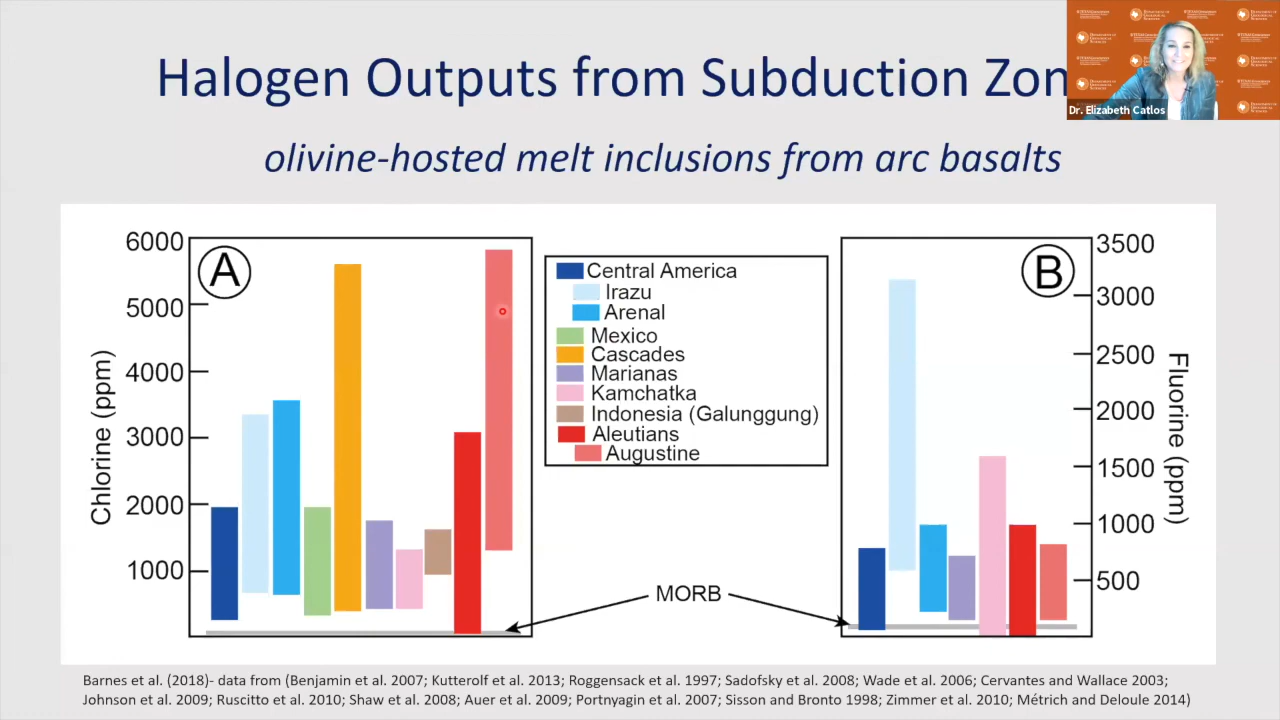 Halogen Outputs from Subduction Zon
Dr. Elizabeth Catlos
olivine-hosted melt inclusions from arc basalts
A
6000
5000
4000
3000
2000
1000
Chlorine (ppm)
Central America
Irazu
Arenal
Mexico
Cascades
Marianas
Kamchatka
Indonesia (Galunggung)
Aleutians
Augustine
MORB
B
3500
3000
2500
2000
1500
1000
500
Fluorine (ppm)
Barnes et al. (2018)- data from (Benjamin et al. 2007; Kutterolf et al. 2013; Roggensack et al. 1997; Sadofsky et al. 2008; Wade et al. 2006; Cervantes and Wallace 2003;
Johnson et al. 2009; Ruscitto et al. 2010; Shaw et al. 2008; Auer et al. 2009; Portnyagin et al. 2007; Sisson and Bronto 1998; Zimmer et al. 2010; Métrich and Deloule 2014)